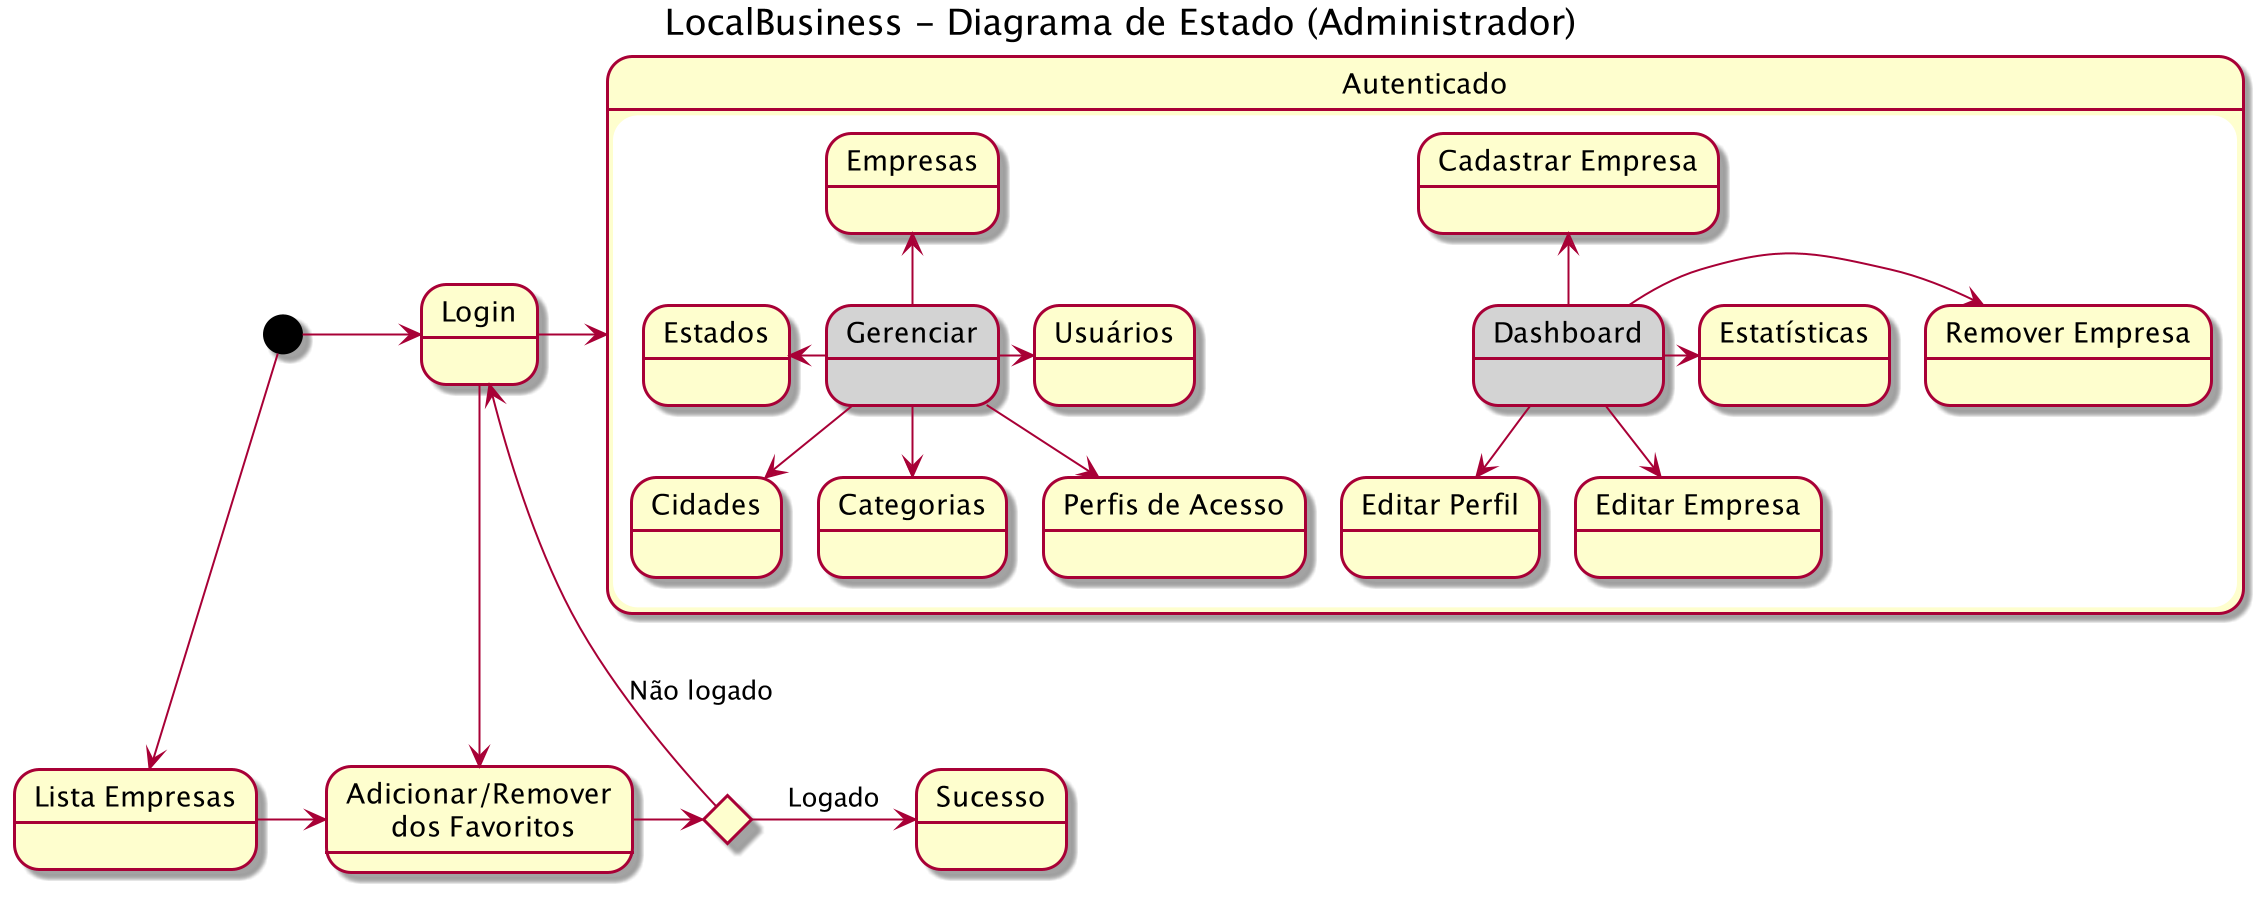 LocalBusiness - Diagrama de Estado (Administrador)
Autenticado
Empresas
Cadastrar Empresa
Login
Estados
Gerenciar
Usuários
Dashboard
Estatísticas
Remover Empresa
Cidades
Categorias
Perfis de Acesso
Editar Perfil
Editar Empresa
Não logado
Lista Empresas
Adicionar/Remover
dos Favoritos
Logado
Sucesso